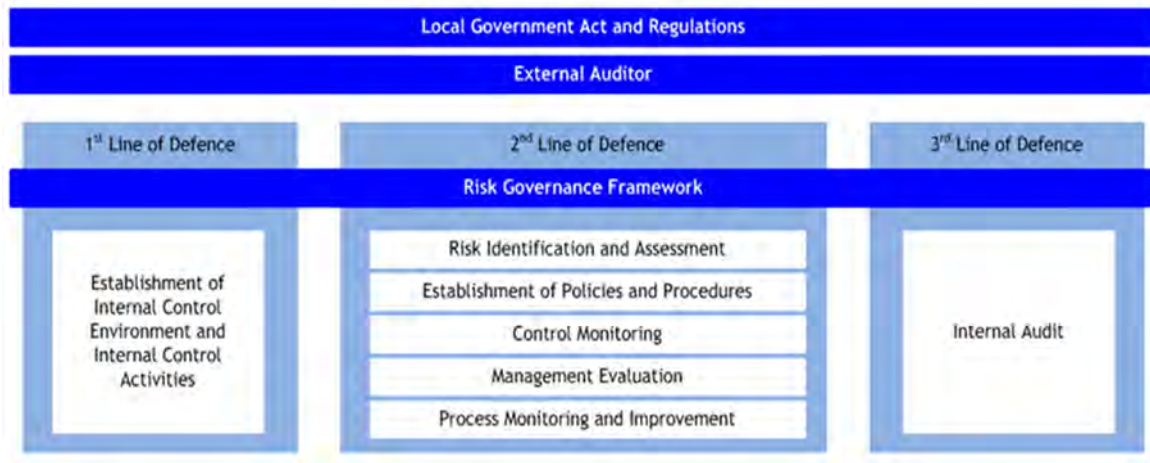 Local Government Act and Regulations
External Auditor
1st Line of Defence
2nd Line of Defence
3rd Line of Defence
Risk Governance Framework
Establishment of
Internal Control
Environment and
Internal Control
Activities
Risk Identification and Assessment
Establishment of Policies and Procedures
Control Monitoring
Management Evaluation
Process Monitoring and Improvement
Internal Audit